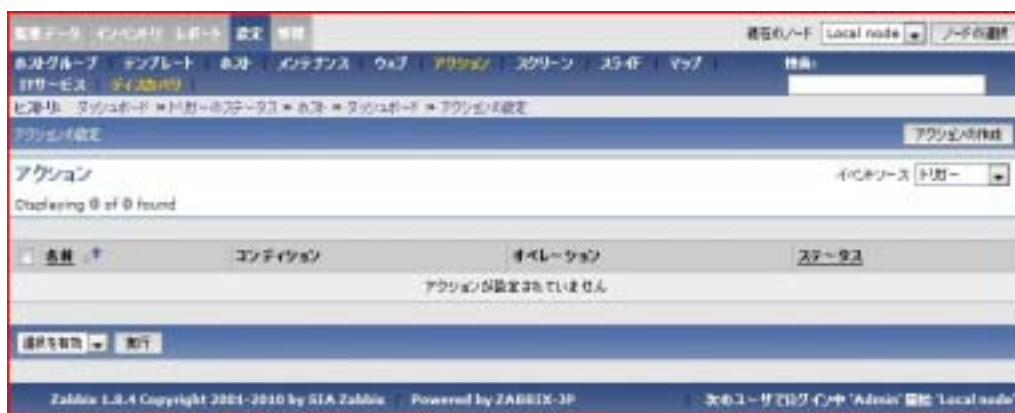 監視データ インベントリ レポート 設定 管理
現在のノード Local node ノードの選択
ホストグループ テンプレート ホスト メンテナンス ウェブ アクション スクリーン スライド マップ 検索:
ITサービス ディスカバリ
ヒストリ: ダッシュボード » トリガーのステータス » ホスト » ダッシュボード » アクションの設定
アクションの設定 アクションの作成
アクション イベントソース トリガー
Displaying 0 of 0 found
名前 コンディション オペレーション ステータス
アクションが設定されていません
選択を有効 実行
Zabbix 1.8.4 Copyright 2001-2010 by SIA Zabbix Powered by ZABBIX-JP 次のユーザでログイン中 'Admin' 開始 'Local node'